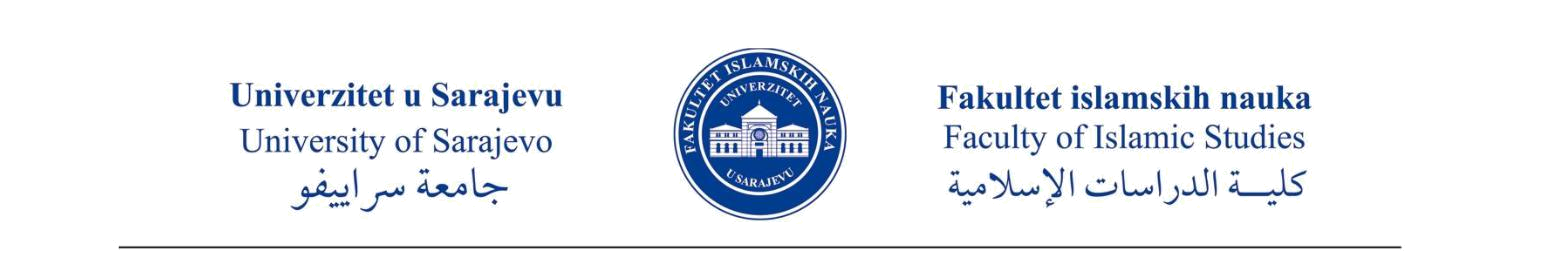 Univerzitet u Sarajevu
University of Sarajevo
جامعة سراييفو
FAKULTET ISLAMSKIH NAUKA
UNIVERZITET
U SARAJEVU
Fakultet islamskih nauka
Faculty of Islamic Studies
كليــة الدراسات الإسلامية